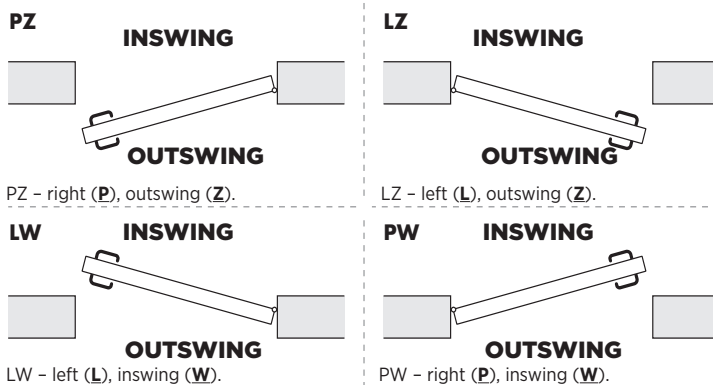 PZ
INSWING
OUTSWING
PZ – right (P), outswing (Z).
LZ
INSWING
OUTSWING
LZ – left (L), outswing (Z).
LW
INSWING
OUTSWING
LW – left (L), inswing (W).
PW
INSWING
OUTSWING
PW – right (P), inswing (W).